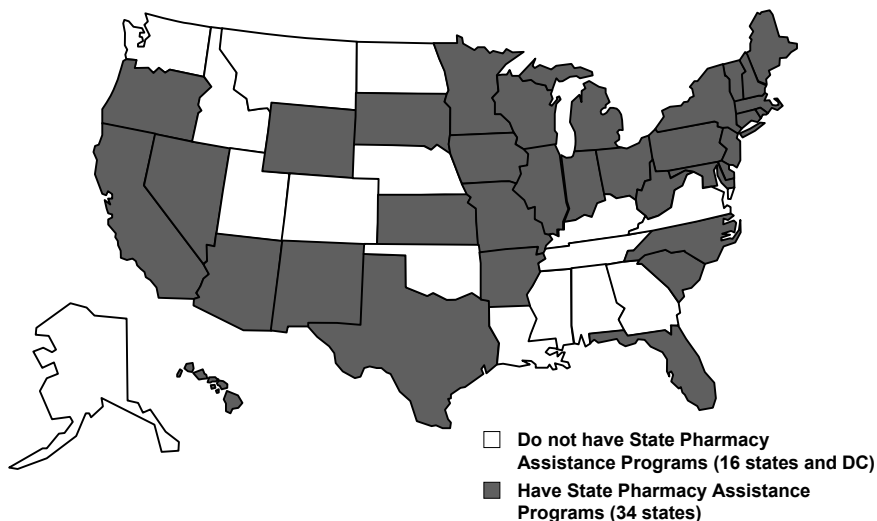 Do not have State Pharmacy
Assistance Programs (16 states and DC)
Have State Pharmacy Assistance
Programs (34 states)